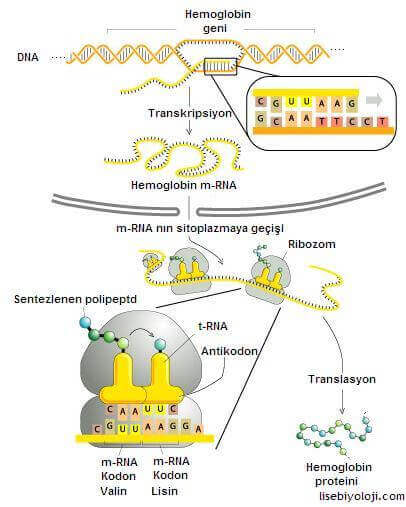 Hemoglobin
geni
DNA
C G U U A A G
G C A A T T C C T
Transkripsiyon
Hemoglobin m-RNA
m-RNA nın sitoplazmaya geçişi
Ribozom
Sentezlenen polipeptd
t-RNA
Antikodon
Translasyon
C A A U U C
C G U U A A G G A
m-RNA
Kodon
Valin
m-RNA
Kodon
Lisin
Hemoglobin
proteini
lisebiyoloji.com